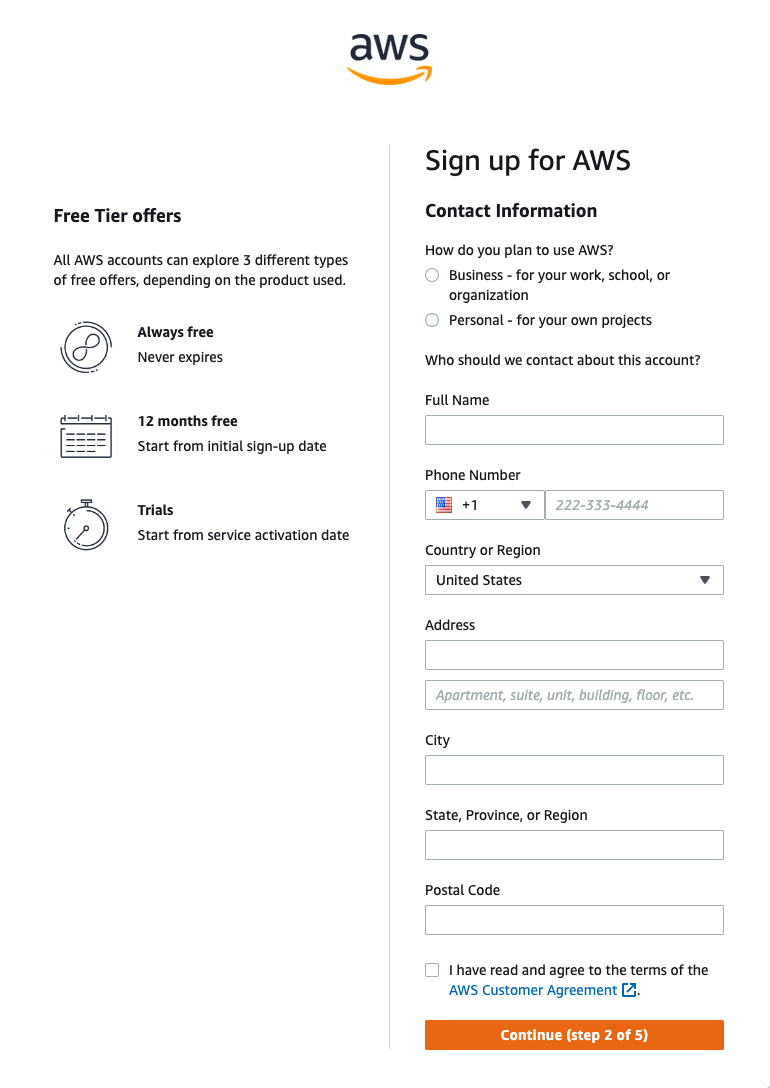 aws
Free Tier offers
All AWS accounts can explore 3 different types
of free offers, depending on the product used.
Always free
Never expires
12 months free
Start from initial sign-up date
Trials
Start from service activation date
Sign up for AWS
Contact Information
How do you plan to use AWS?
Business - for your work, school, or
organization
Personal - for your own projects
Who should we contact about this account?
Full Name
Phone Number
+1
222-333-4444
Country or Region
United States
Address
Apartment, suite, unit, building, floor, etc.
City
State, Province, or Region
Postal Code
I have read and agree to the terms of the
AWS Customer Agreement.
Continue (step 2 of 5)